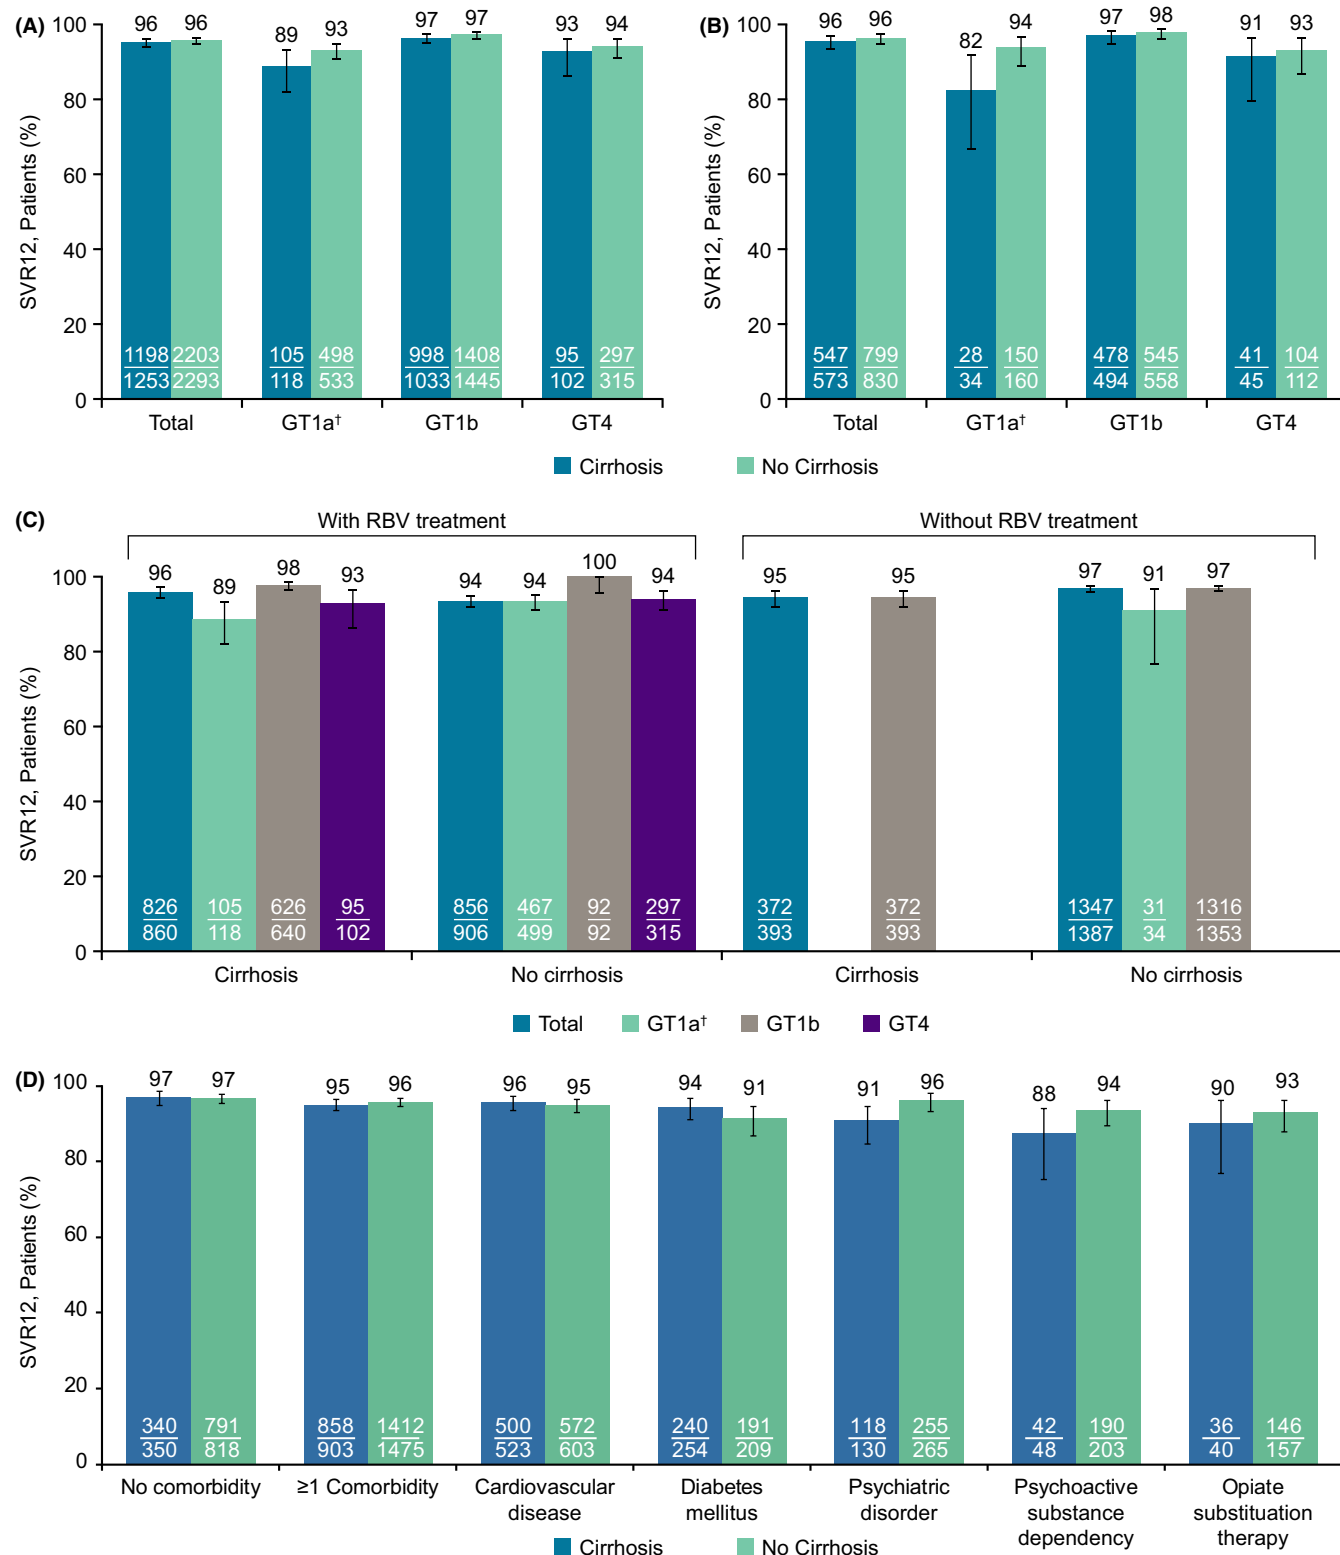 (A)
SVR12, Patients (%)
100
80
60
40
20
0
96 96 89 93 97 97 93 94
1198 2203 105 498 998 1408 95 297
1253 2293 118 533 1033 1445 102 315
Total GT1a† GT1b GT4
(B)
SVR12, Patients (%)
100
80
60
40
20
0
96 96 82 94 97 98 91 93
547 799 28 150 478 545 41 104
573 830 34 160 494 558 45 112
Total GT1a† GT1b GT4
Cirrhosis No Cirrhosis
(C)
With RBV treatment Without RBV treatment
SVR12, Patients (%)
100
80
60
40
20
0
96 89 98 93 94 94 100 94 95 95 97 91 97
826 105 626 95 856 467 92 297 372 372 1347 31 1316
860 118 640 102 906 499 92 315 393 393 1387 34 1353
Cirrhosis No cirrhosis Cirrhosis No cirrhosis
Total GT1a† GT1b GT4
(D)
SVR12, Patients (%)
100
80
60
40
20
0
97 97 95 96 96 95 94 91 91 96 88 94 90 93
340 791 858 1412 500 572 240 191 118 255 42 190 36 146
350 818 903 1475 523 603 254 209 130 265 48 203 40 157
No comorbidity ≥1 Comorbidity Cardiovascular Diabetes Psychiatric Psychoactive Opiate
disease mellitus disorder substance substituation
dependency therapy
Cirrhosis No Cirrhosis